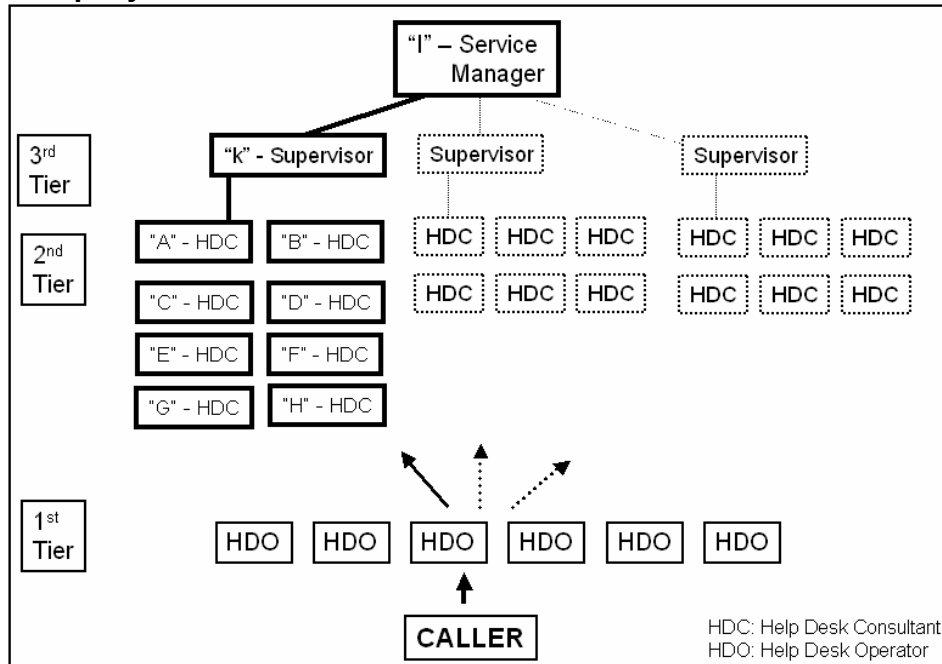 "I" – Service
Manager
3rd
Tier
"k" - Supervisor
Supervisor
Supervisor
2nd
Tier
"A" - HDC
"B" - HDC
HDC
HDC
HDC
HDC
HDC
HDC
"C" - HDC
"D" - HDC
HDC
HDC
HDC
HDC
HDC
HDC
"E" - HDC
"F" - HDC
"G" - HDC
"H" - HDC
1st
Tier
HDO
HDO
HDO
HDO
HDO
HDO
CALLER
HDC: Help Desk Consultant
HDO: Help Desk Operator